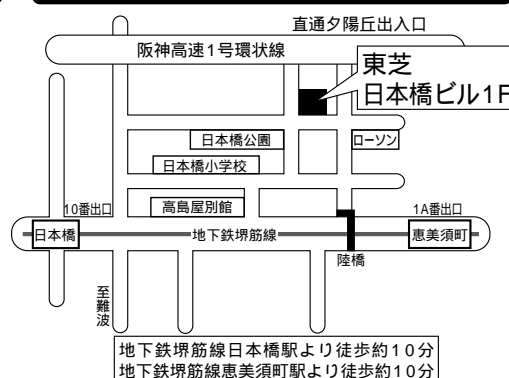 直通夕陽丘出入口
阪神高速1号環状線
東芝
日本橋ビル1F
日本橋公園
ローソン
日本橋小学校
10番出口
高島屋別館
1A番出口
日本橋
地下鉄堺筋線
恵美須町
陸橋
至難波
地下鉄堺筋線日本橋駅より徒歩約10分
地下鉄堺筋線恵美須町駅より徒歩約10分